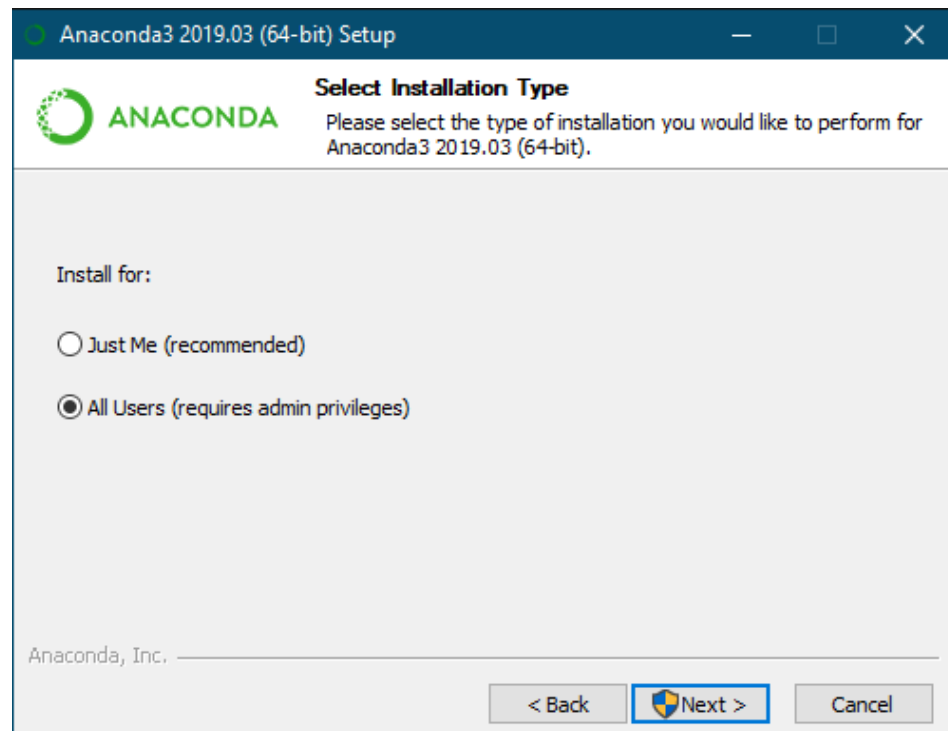 Anaconda3 2019.03 (64-bit) Setup
ANACONDA
Select Installation Type
Please select the type of installation you would like to perform for
Anaconda3 2019.03 (64-bit).
Install for:
Just Me (recommended)
All Users (requires admin privileges)
Anaconda, Inc.
< Back
Next >
Cancel